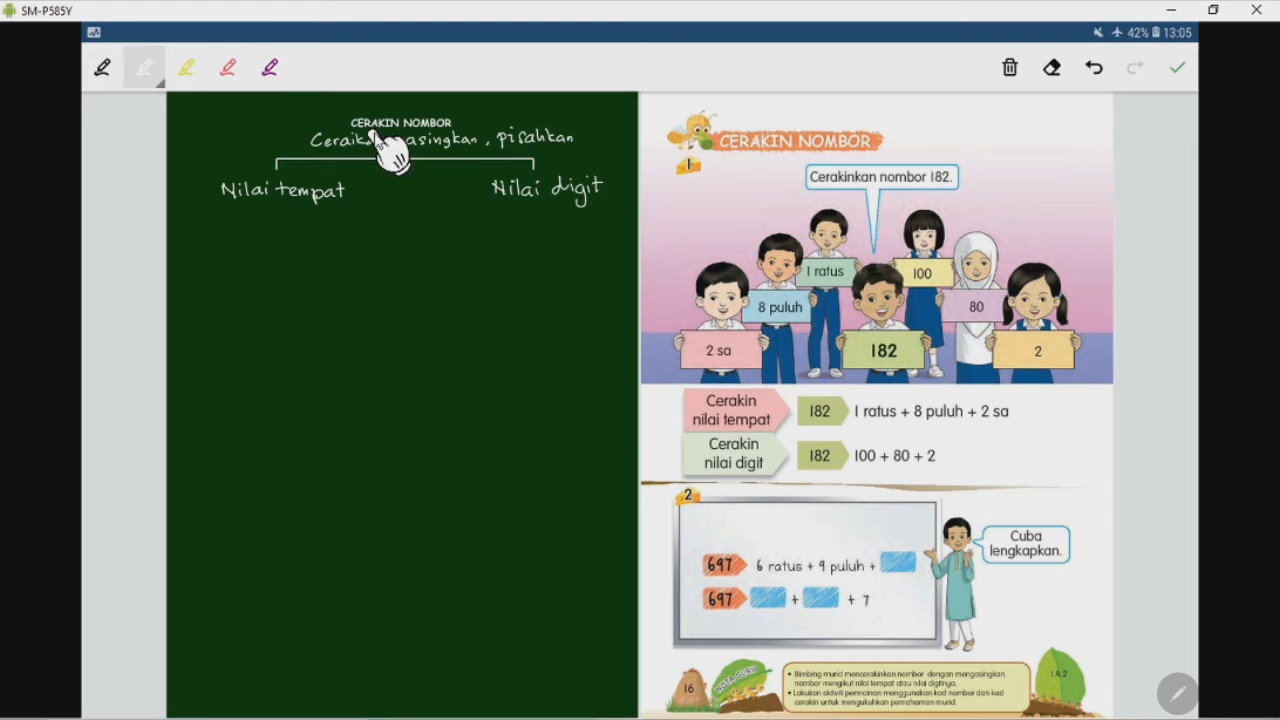 SM-P585Y
42% 13:05
CERAKIN NOMBOR
asingkan, pisahkan
Nilai tempat
Nilai digit
CERAKIN NOMBOR
1
Cerakinkan nombor 182.
1 ratus
100
8 puluh
80
2 sa
182
2
Cerakin
nilai tempat
182
1 ratus + 8 puluh + 2 sa
Cerakin
nilai digit
182
100 + 80 + 2
2
Cuba
lengkapkan.
697 6 ratus + 9 puluh +
697 + + 7
16
NOTA GURU
• Bimbing murid mencerakinkan nombor dengan mengasingkan
nombor mengikut nilai tempat atau nilai digitnya.
• Lakukan aktiviti permainan menggunakan kad nombor dan kad
cerakin untuk mengukuhkan pemahaman murid.
1.4.2